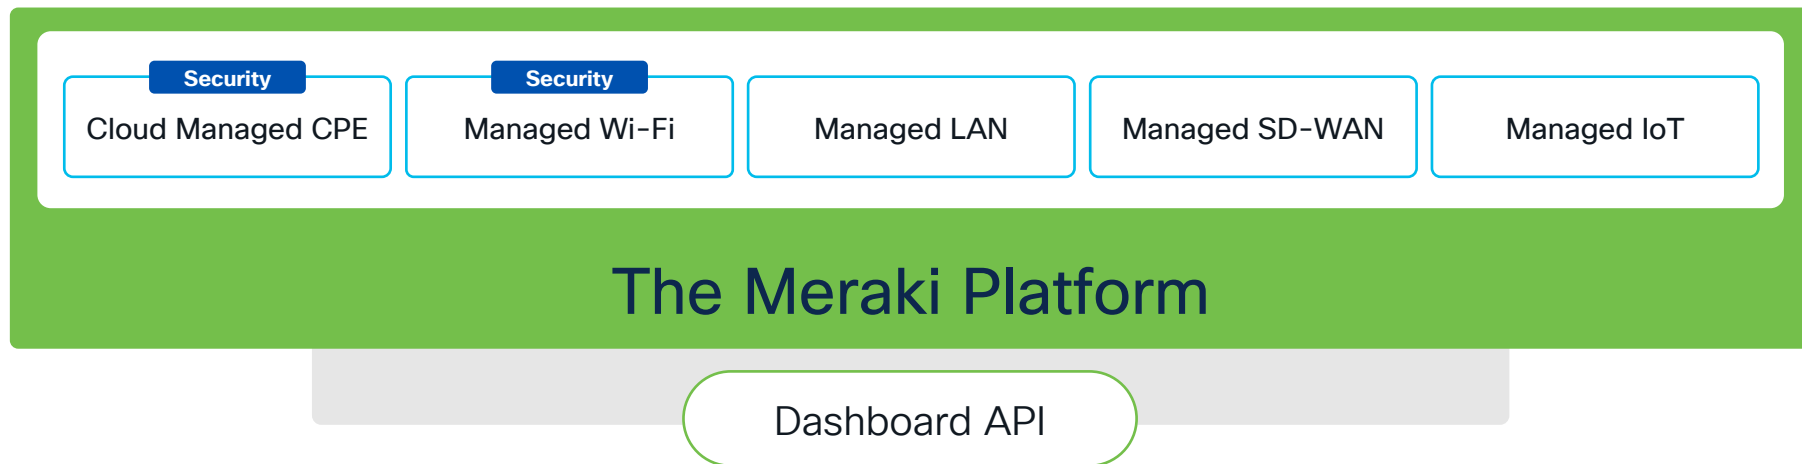 Security
Cloud Managed CPE
Security
Managed Wi-Fi
Managed LAN
Managed SD-WAN
Managed IoT
The Meraki Platform
Dashboard API